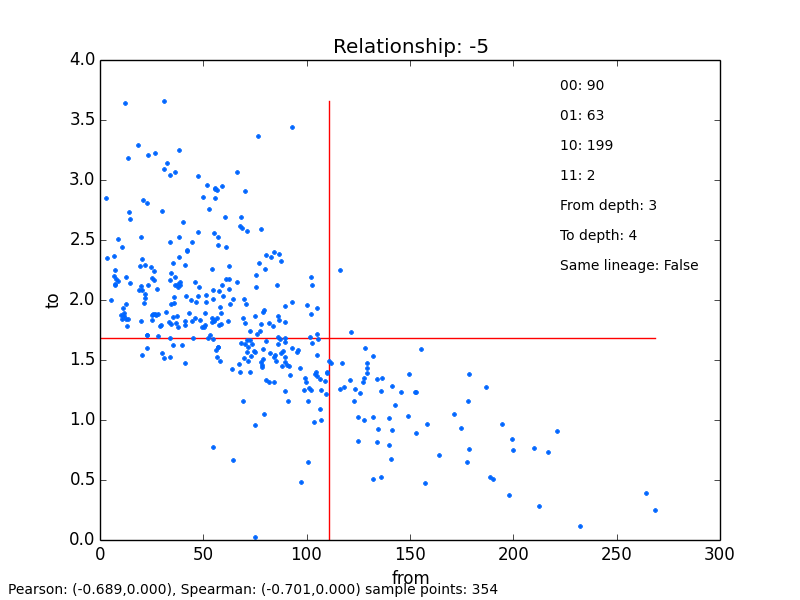 Relationship: -5
4.0
3.5
3.0
2.5
2.0
1.5
1.0
0.5
0.0
to
00: 90
01: 63
10: 199
11: 2
From depth: 3
To depth: 4
Same lineage: False
0 50 100 150 200 250 300
from
Pearson: (-0.689,0.000), Spearman: (-0.701,0.000) sample points: 354